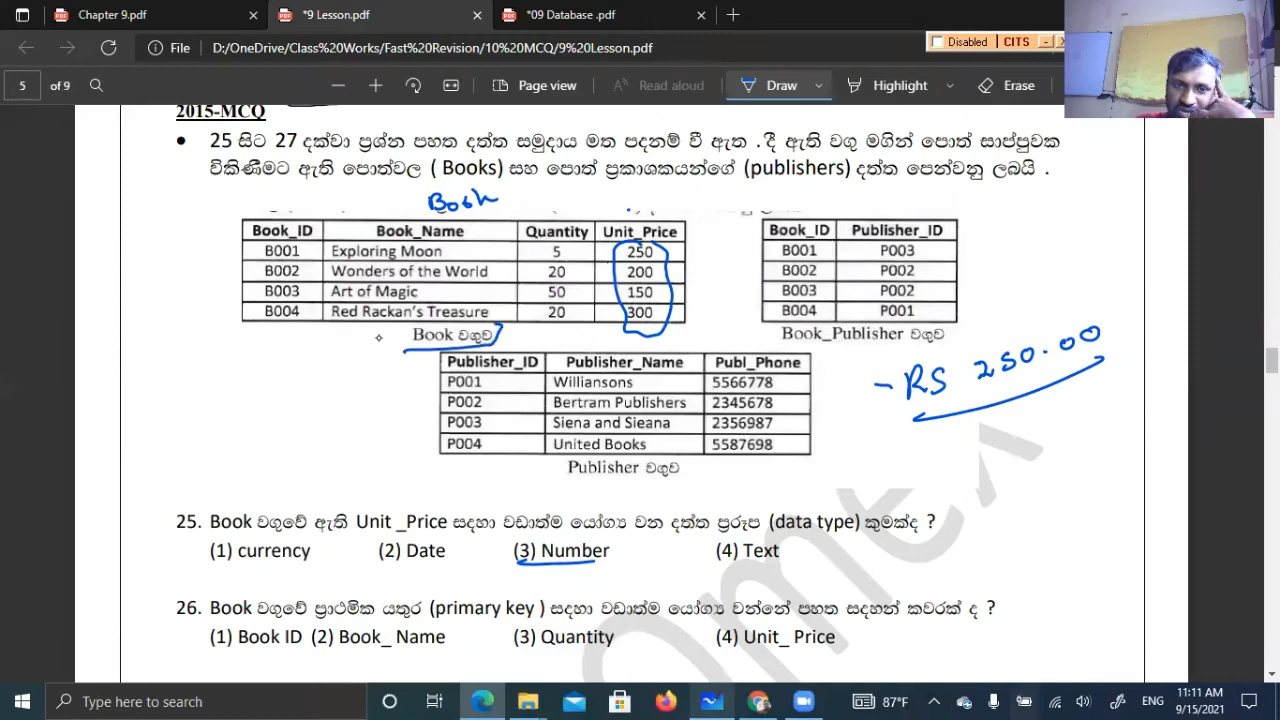 Chapter 9.pdf
*9 Lesson.pdf
*09 Database .pdf
File D:/OneDrive/Class%20Works/Fast%20Revision/10%20MCQ/9%20Lesson.pdf
Disabled CITS
5 of 9 Page view Read aloud Draw Highlight Erase
2015-MCQ
• 25 සිට 27 දක්වා ප්‍රශ්න පහත දත්ත සමුදාය මත පදනම් වී ඇත .දී ඇති වගු මගින් පොත් සාප්පුවක
විකිණීමට ඇති පොත්වල ( Books) සහ පොත් ප්‍රකාශකයන්ගේ (publishers) දත්ත පෙන්වනු ලබයි .
Book
Book_ID Book_Name Quantity Unit_Price
B001 Exploring Moon 5 250
B002 Wonders of the World 20 200
B003 Art of Magic 50 150
B004 Red Rackan's Treasure 20 300
Book වගුව
Book_ID Publisher_ID
B001 P003
B002 P002
B003 P002
B004 P001
Book_Publisher වගුව
Publisher_ID Publisher_Name Publ_Phone
P001 Williansons 5566778
P002 Bertram Publishers 2345678
P003 Siena and Sieana 2356987
P004 United Books 5587698
Publisher වගුව
- RS 250.00
25. Book වගුවේ ඇති Unit _Price සදහා වඩාත්ම යෝග්‍ය වන දත්ත ප්‍රරූප (data type) කුමක්ද ?
(1) currency (2) Date (3) Number (4) Text
26. Book වගුවේ ප්‍රාථමික යතුර (primary key ) සදහා වඩාත්ම යෝග්‍ය වන්නේ පහත සදහන් කවරක් ද ?
(1) Book ID (2) Book_ Name (3) Quantity (4) Unit_ Price
Type here to search
87°F ENG
11:11 AM
9/15/2021